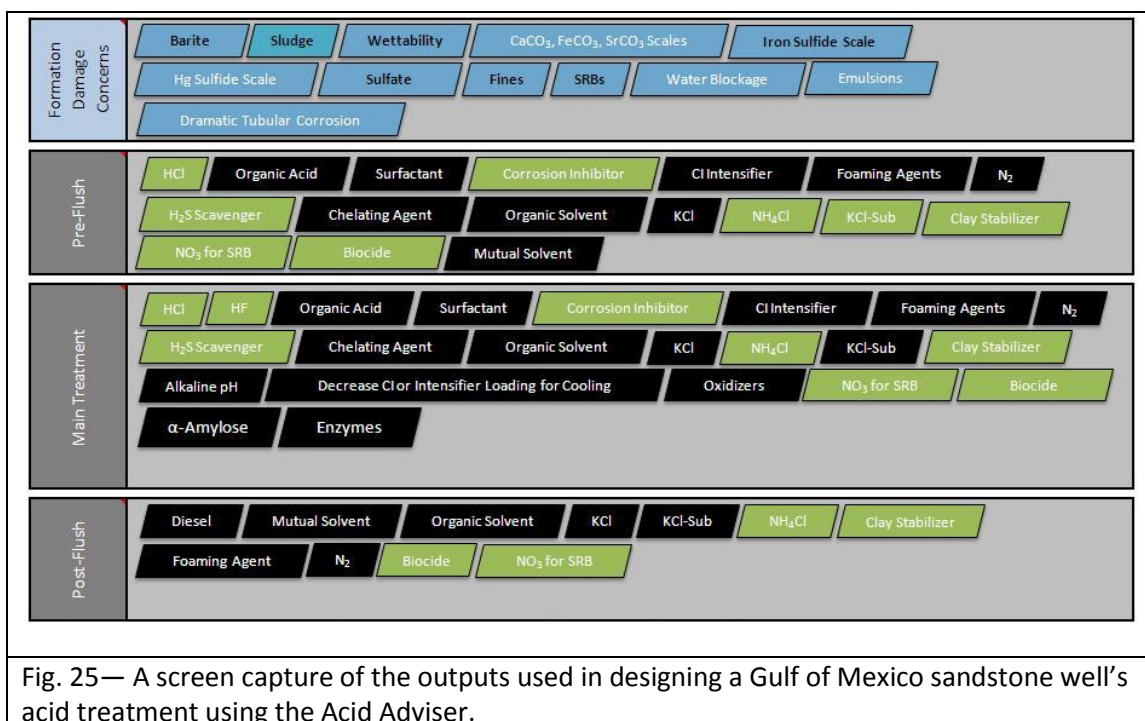 Formation
Damage
Concerns
Barite Sludge Wettability CaCO₃, FeCO₃, SrCO₃ Scales Iron Sulfide Scale
Hg Sulfide Scale Sulfate Fines SRBs Water Blockage Emulsions
Dramatic Tubular Corrosion
Pre-Flush
HCl Organic Acid Surfactant Corrosion Inhibitor CI Intensifier Foaming Agents N₂
H₂S Scavenger Chelating Agent Organic Solvent KCl NH₄Cl KCl-Sub Clay Stabilizer
NO₃ for SRB Biocide Mutual Solvent
Main Treatment
HCl HF Organic Acid Surfactant Corrosion Inhibitor CI Intensifier Foaming Agents N₂
H₂S Scavenger Chelating Agent Organic Solvent KCl NH₄Cl KCl-Sub Clay Stabilizer
Alkaline pH Decrease CI or Intensifier Loading for Cooling Oxidizers NO₃ for SRB Biocide
α-Amylose Enzymes
Post-Flush
Diesel Mutual Solvent Organic Solvent KCl KCl-Sub NH₄Cl Clay Stabilizer
Foaming Agent N₂ Biocide NO₃ for SRB
Fig. 25— A screen capture of the outputs used in designing a Gulf of Mexico sandstone well’s
acid treatment using the Acid Adviser.